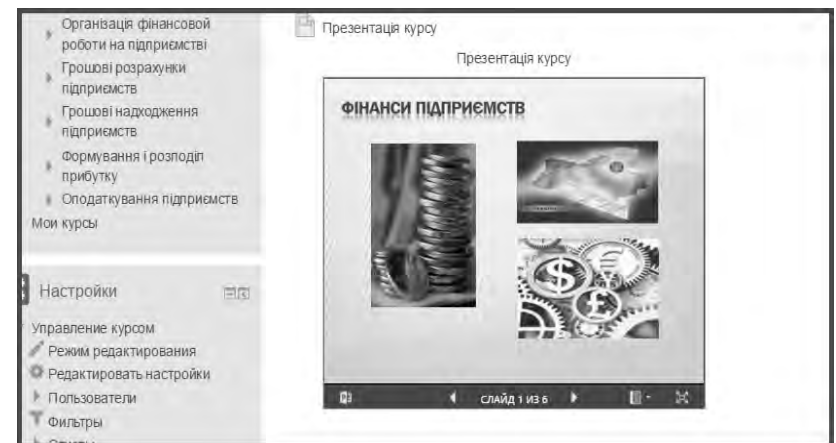 Організація фінансової
роботи на підприємстві
Грошові розрахунки
підприємств
Грошові надходження
підприємств
Формування і розподіл
прибутку
Оподаткування підприємств
Мои курсы
Настройки
Управление курсом
Режим редактирования
Редактировать настройки
Пользователи
Фильтры
Презентація курсу
Презентація курсу
ФІНАНСИ ПІДПРИЄМСТВ
$
£
СЛАЙД 1 ИЗ 6